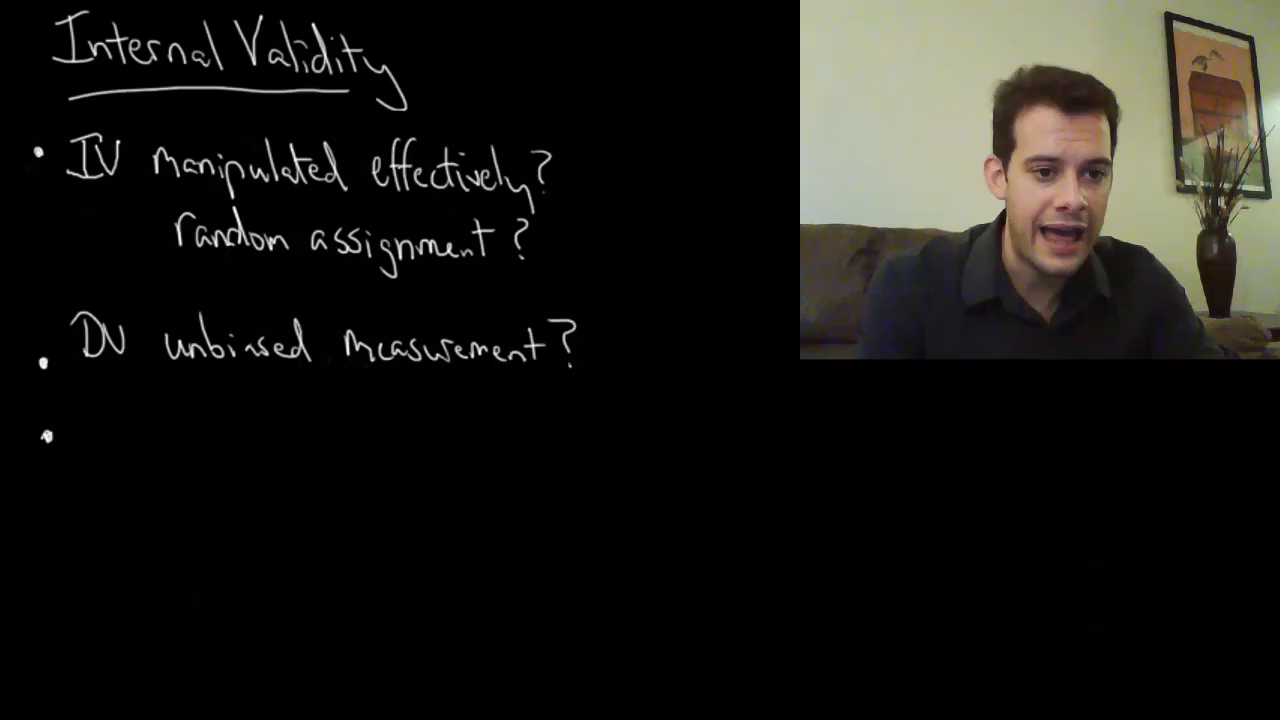 Internal Validity
• IV manipulated effectively?
random assignment?
• DV unbiased measurement?
•